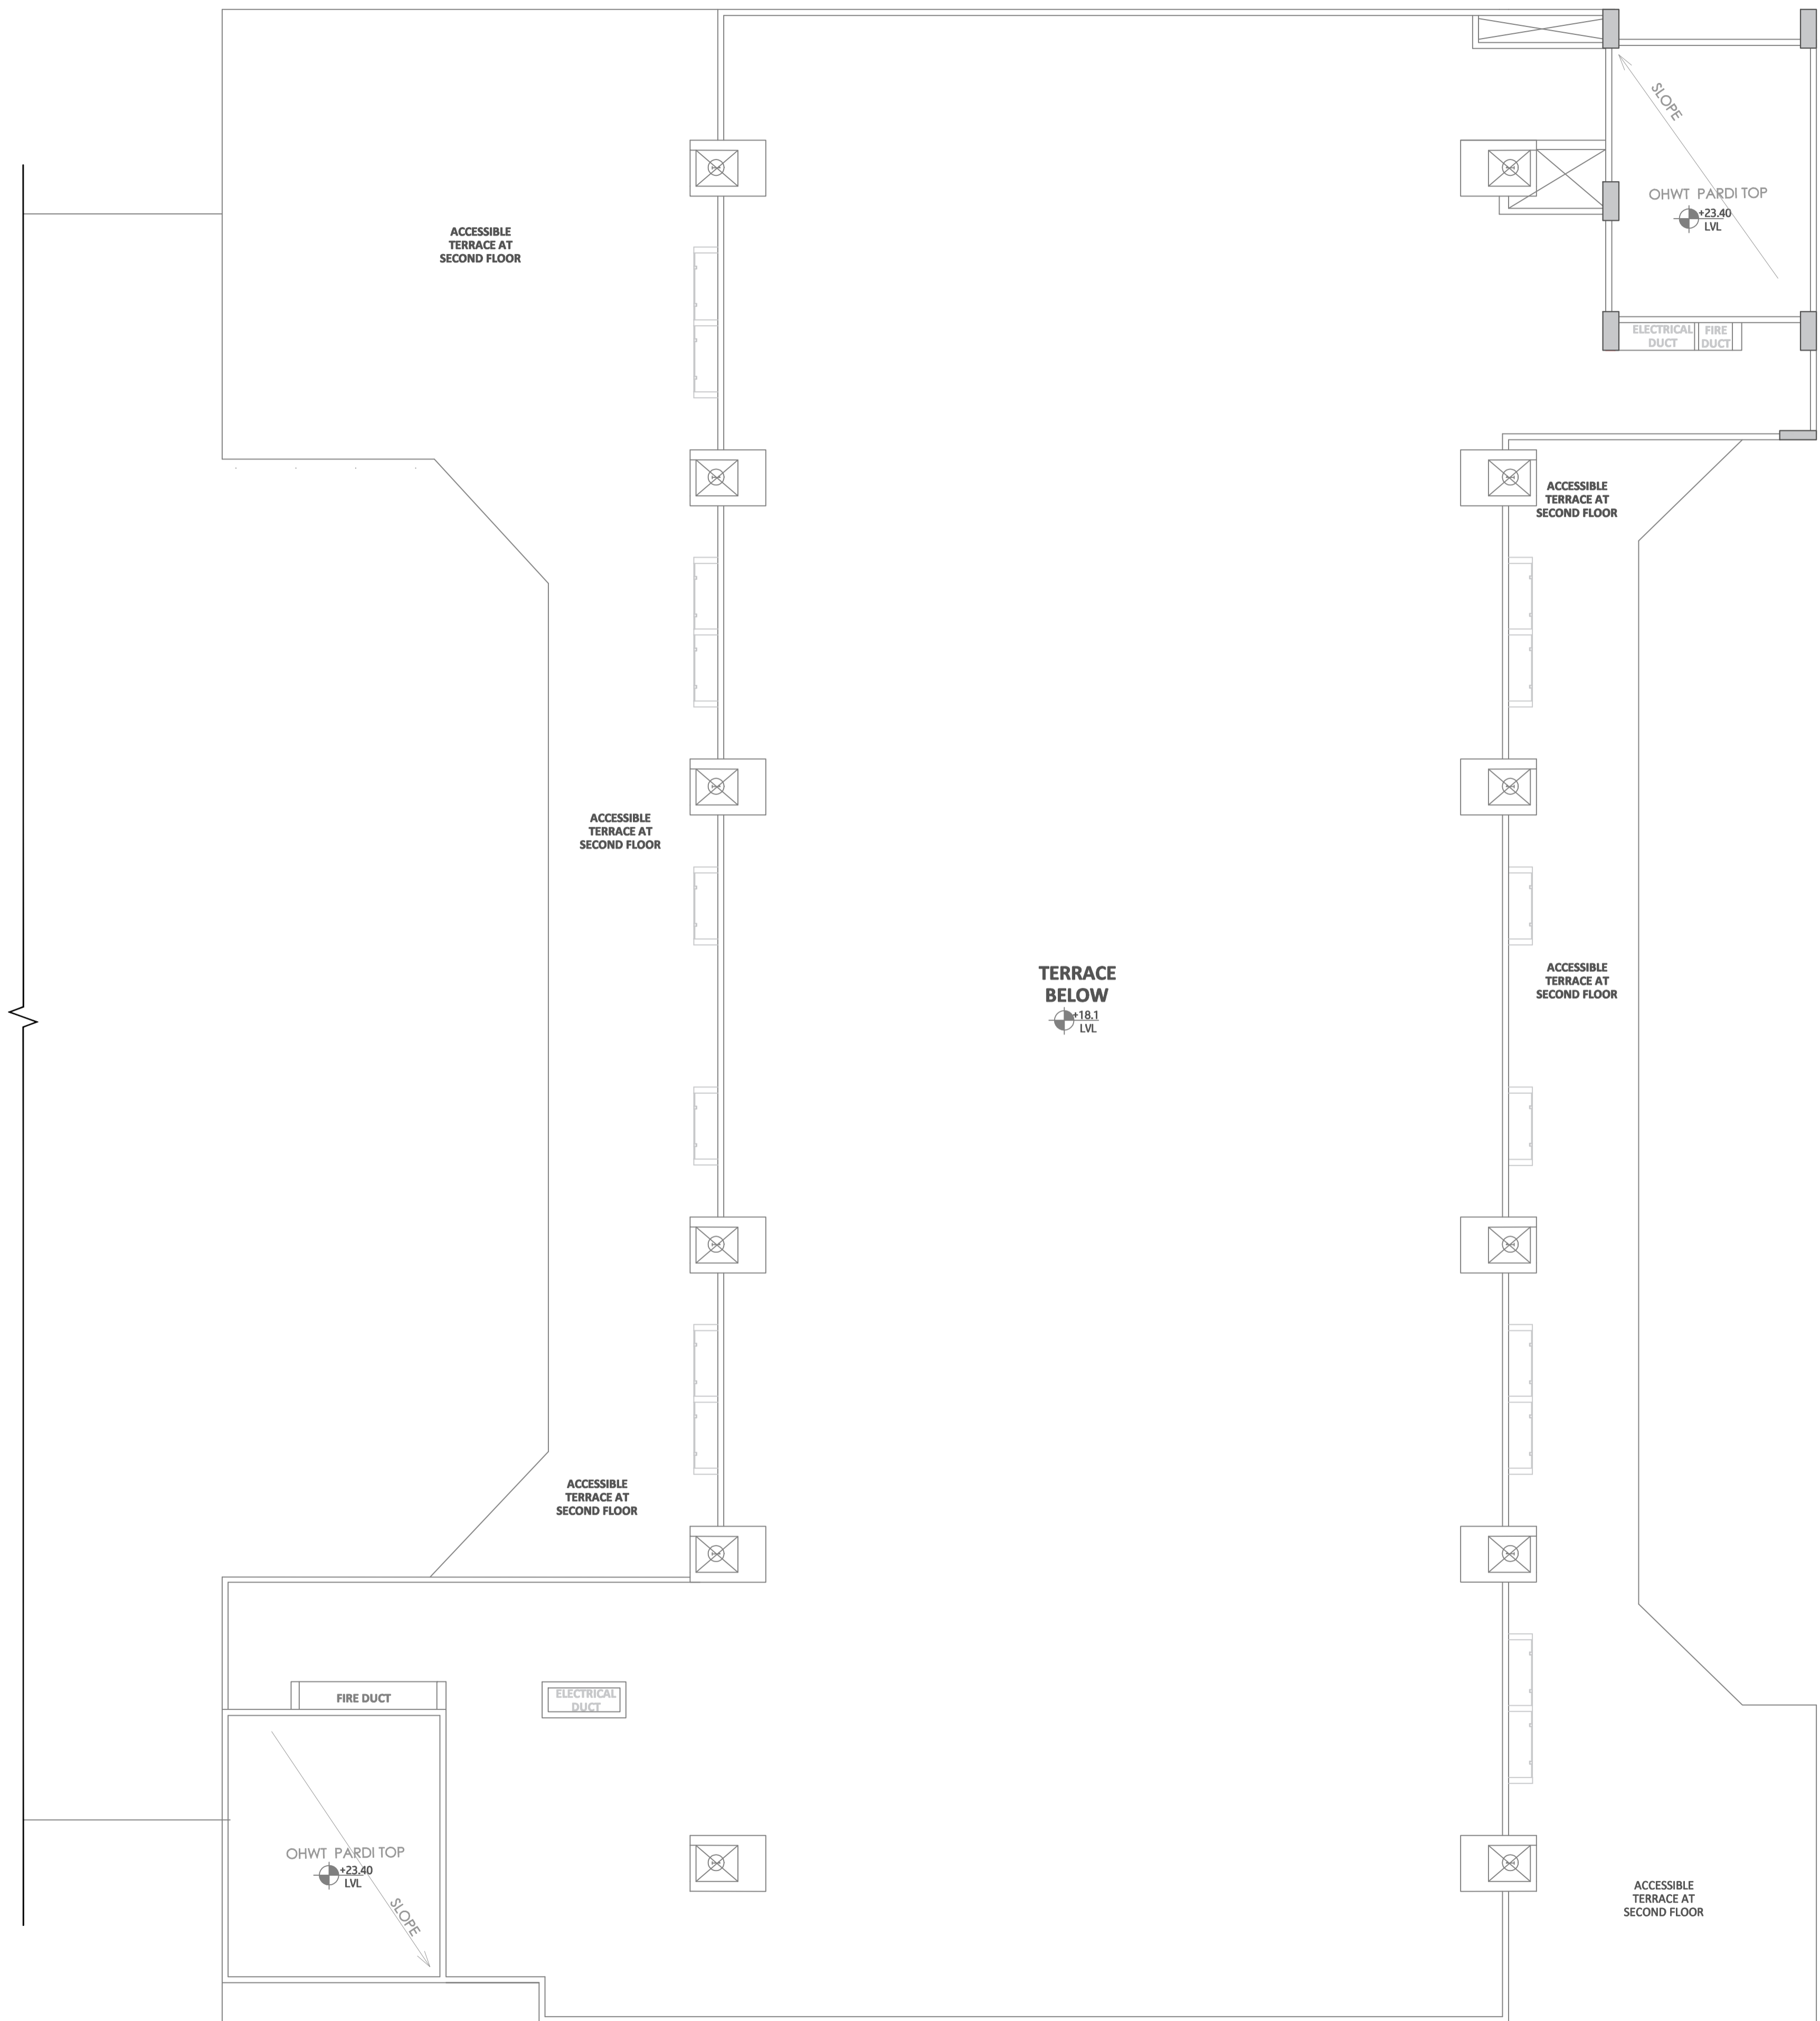 SLOPE
OHWT PARDI TOP
+23.40
LVL
ACCESSIBLE
TERRACE AT
SECOND FLOOR
ELECTRICAL
DUCT
FIRE
DUCT
ACCESSIBLE
TERRACE AT
SECOND FLOOR
ACCESSIBLE
TERRACE AT
SECOND FLOOR
TERRACE
BELOW
+18.1
LVL
ACCESSIBLE
TERRACE AT
SECOND FLOOR
ACCESSIBLE
TERRACE AT
SECOND FLOOR
FIRE DUCT
ELECTRICAL
DUCT
OHWT PARDI TOP
+23.40
LVL
SLOPE
ACCESSIBLE
TERRACE AT
SECOND FLOOR